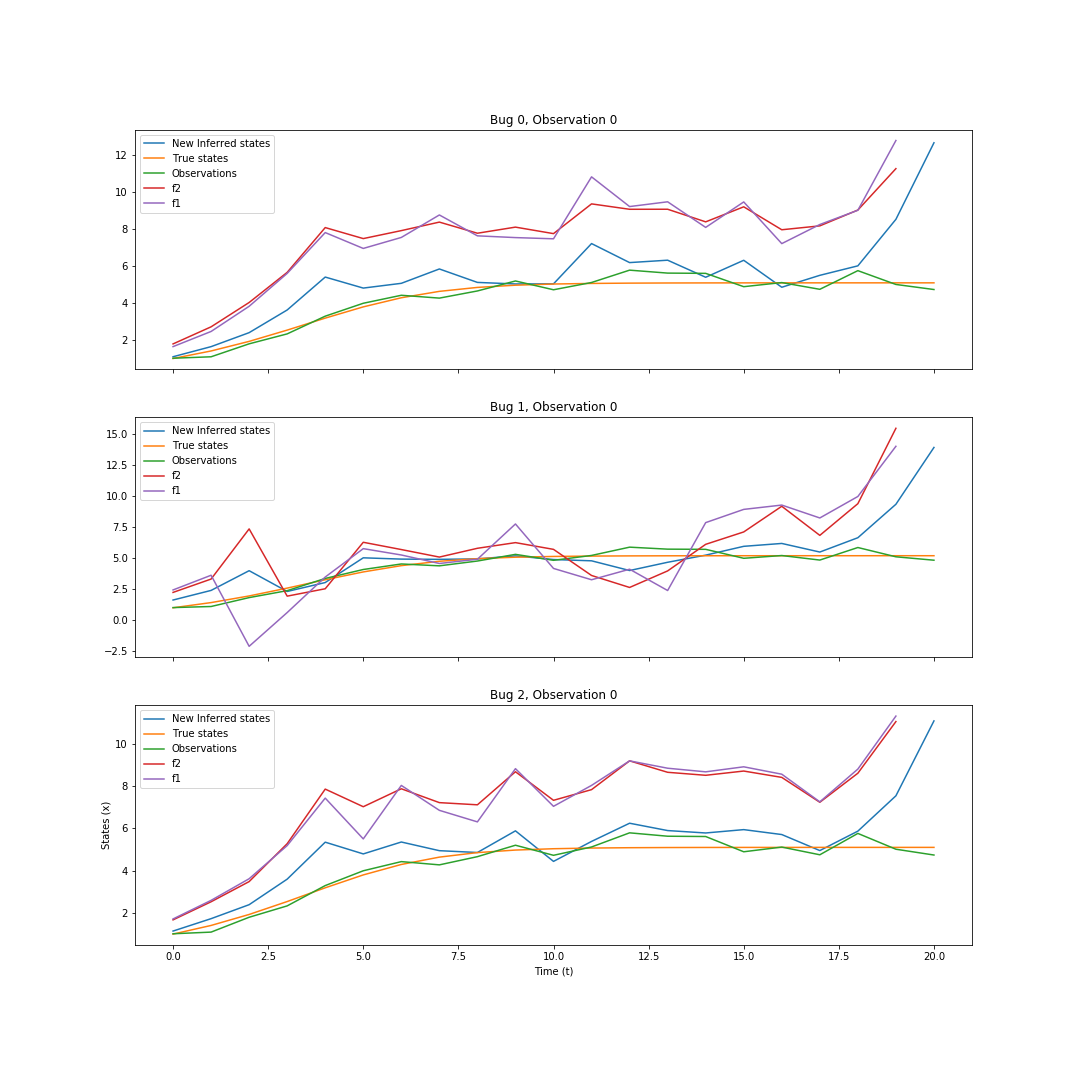 Bug 0, Observation 0
New Inferred states
True states
Observations
f2
f1
12
10
8
6
4
2
Bug 1, Observation 0
New Inferred states
True states
Observations
f2
f1
15.0
12.5
10.0
7.5
5.0
2.5
0.0
−2.5
Bug 2, Observation 0
New Inferred states
True states
Observations
f2
f1
10
8
6
4
2
States (x)
0.0 2.5 5.0 7.5 10.0 12.5 15.0 17.5 20.0
Time (t)